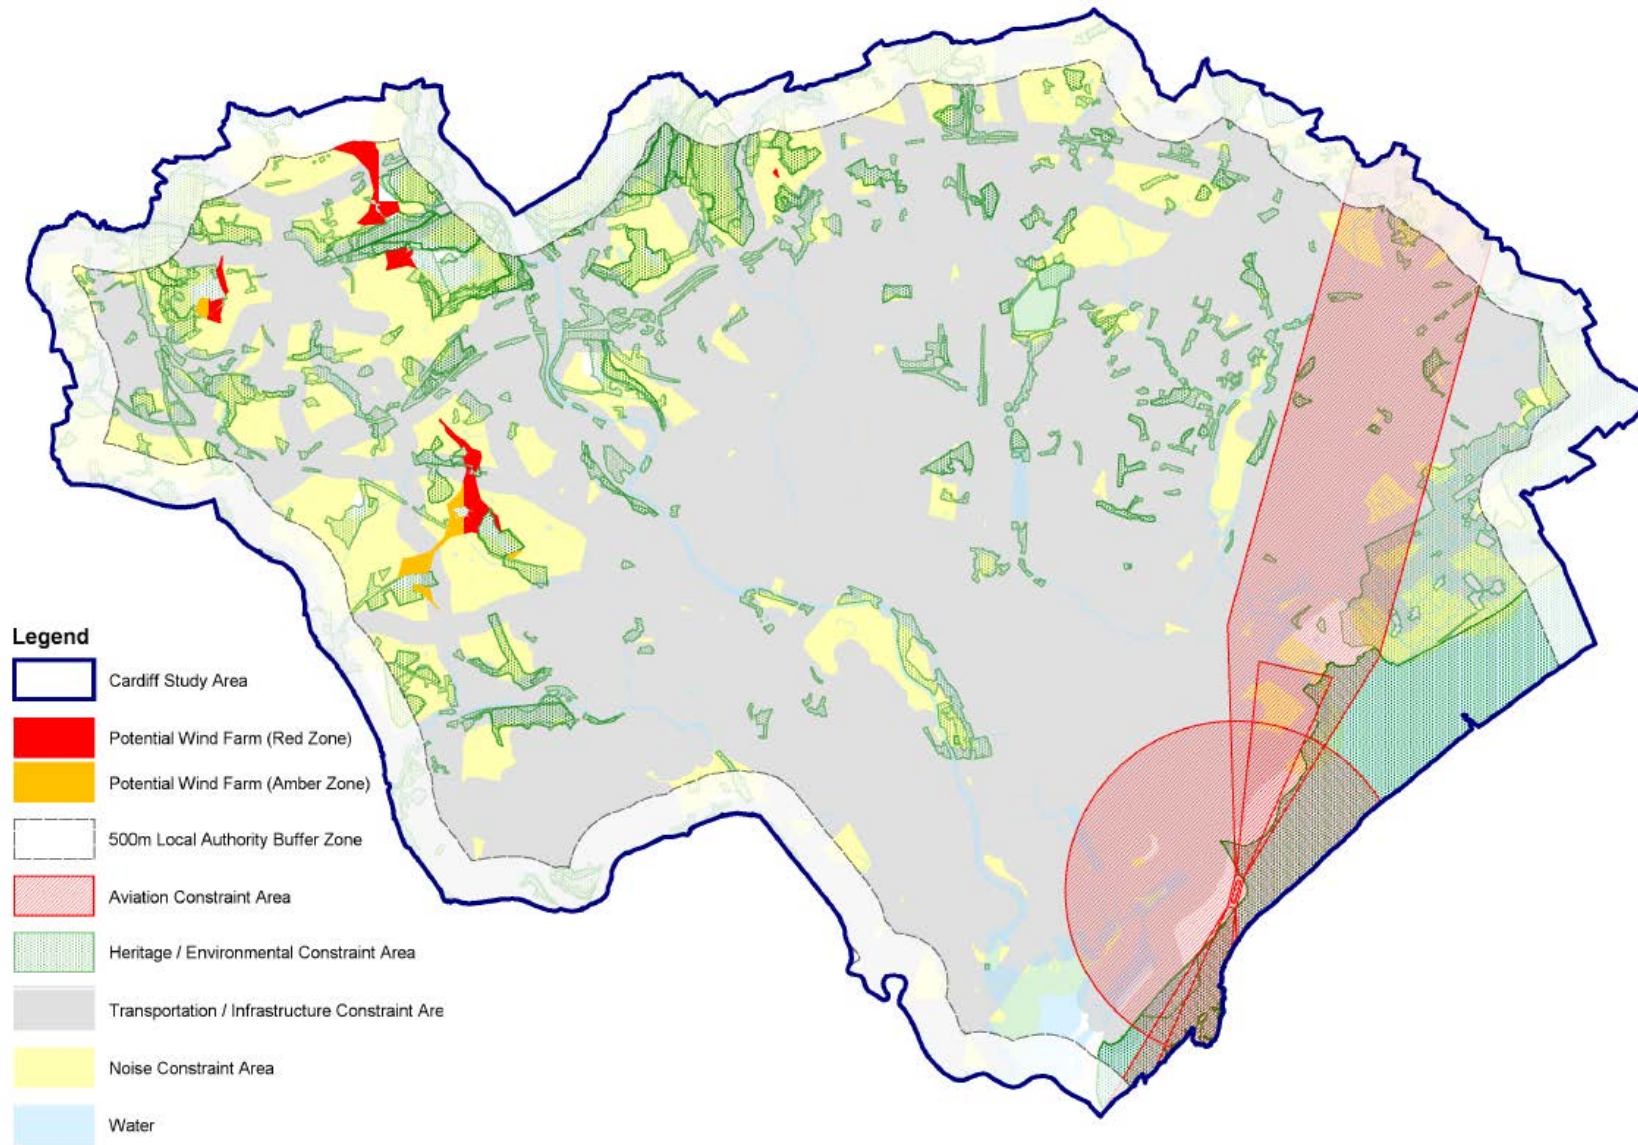 Legend
Cardiff Study Area
Potential Wind Farm (Red Zone)
Potential Wind Farm (Amber Zone)
500m Local Authority Buffer Zone
Aviation Constraint Area
Heritage / Environmental Constraint Area
Transportation / Infrastructure Constraint Are
Noise Constraint Area
Water